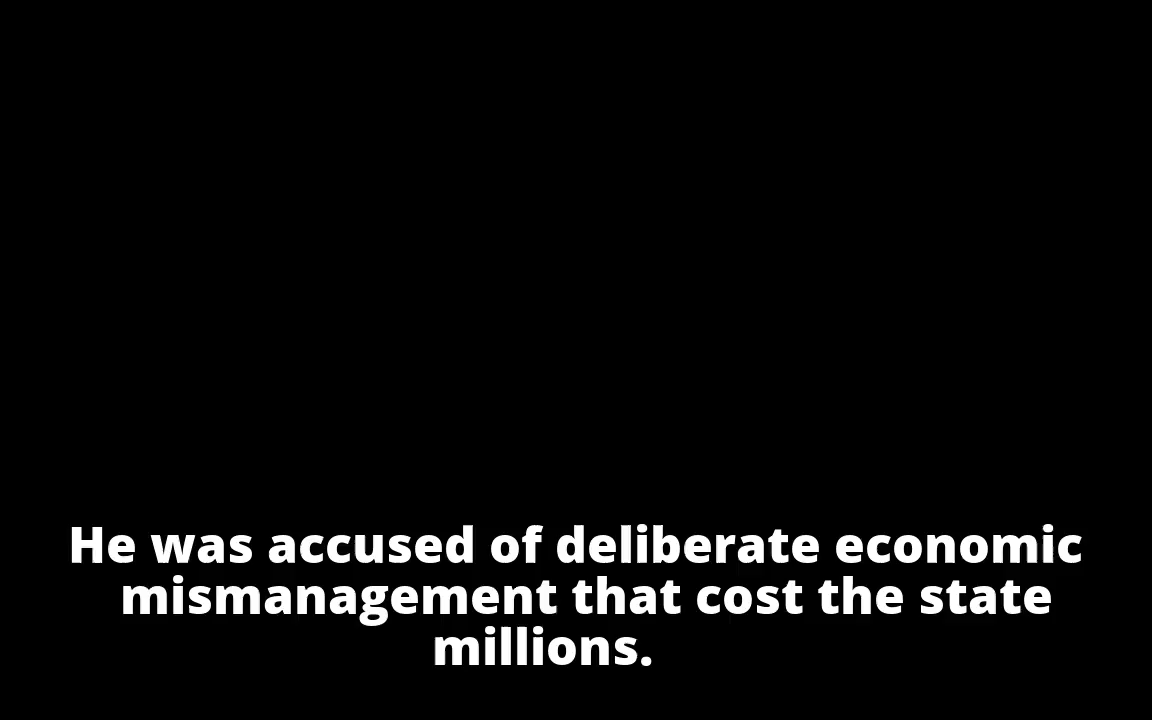 He was accused of deliberate economic
mismanagement that cost the state
millions.